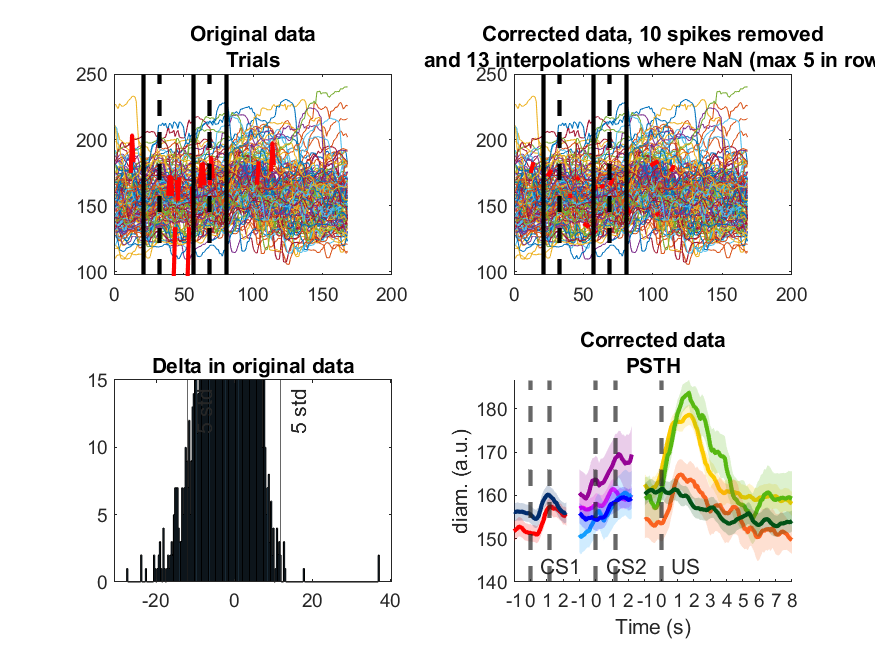 Original data
Trials
250
200
150
100
0
50
100
150
200
Corrected data, 10 spikes removed
and 13 interpolations where NaN (max 5 in row
250
200
150
100
0
50
100
150
200
Delta in original data
15
10
5
0
5 std
5 std
-20
0
20
40
Corrected data
PSTH
diam. (a.u.)
180
170
160
150
140
CS1
CS2
US
-1 0 1 2 -1 0 1 2 -1 0 1 2 3 4 5 6 7 8
Time (s)